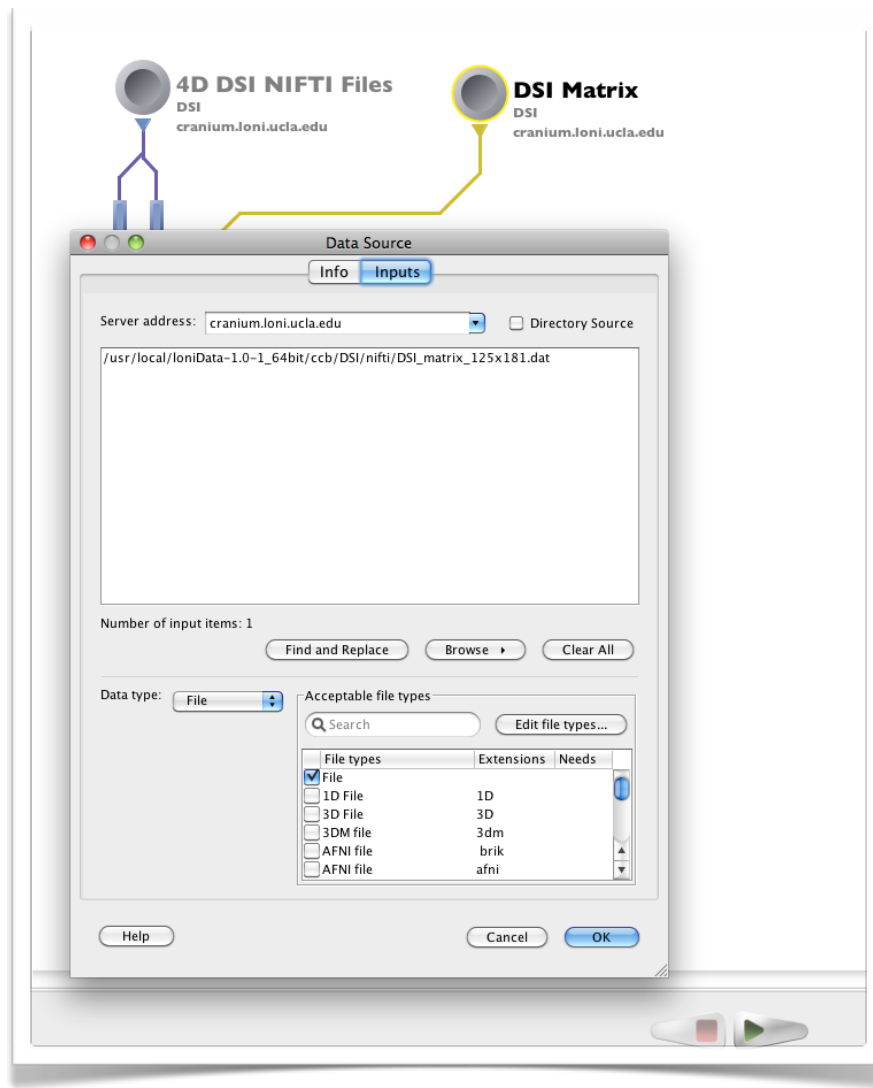 4D DSI NIFTI Files
DSI
cranium.loni.ucla.edu
DSI Matrix
DSI
cranium.loni.ucla.edu
Data Source
Info Inputs
Server address: cranium.loni.ucla.edu Directory Source
/usr/local/loniData-1.0-1_64bit/ccb/DSI/nifti/DSI_matrix_125x181.dat
Number of input items: 1
Find and Replace Browse Clear All
Data type: File Acceptable file types
Search Edit file types...
File types Extensions Needs
File
1D File 1D
3D File 3D
3DM file 3dm
AFNI file brik
AFNI file afni
Help Cancel OK